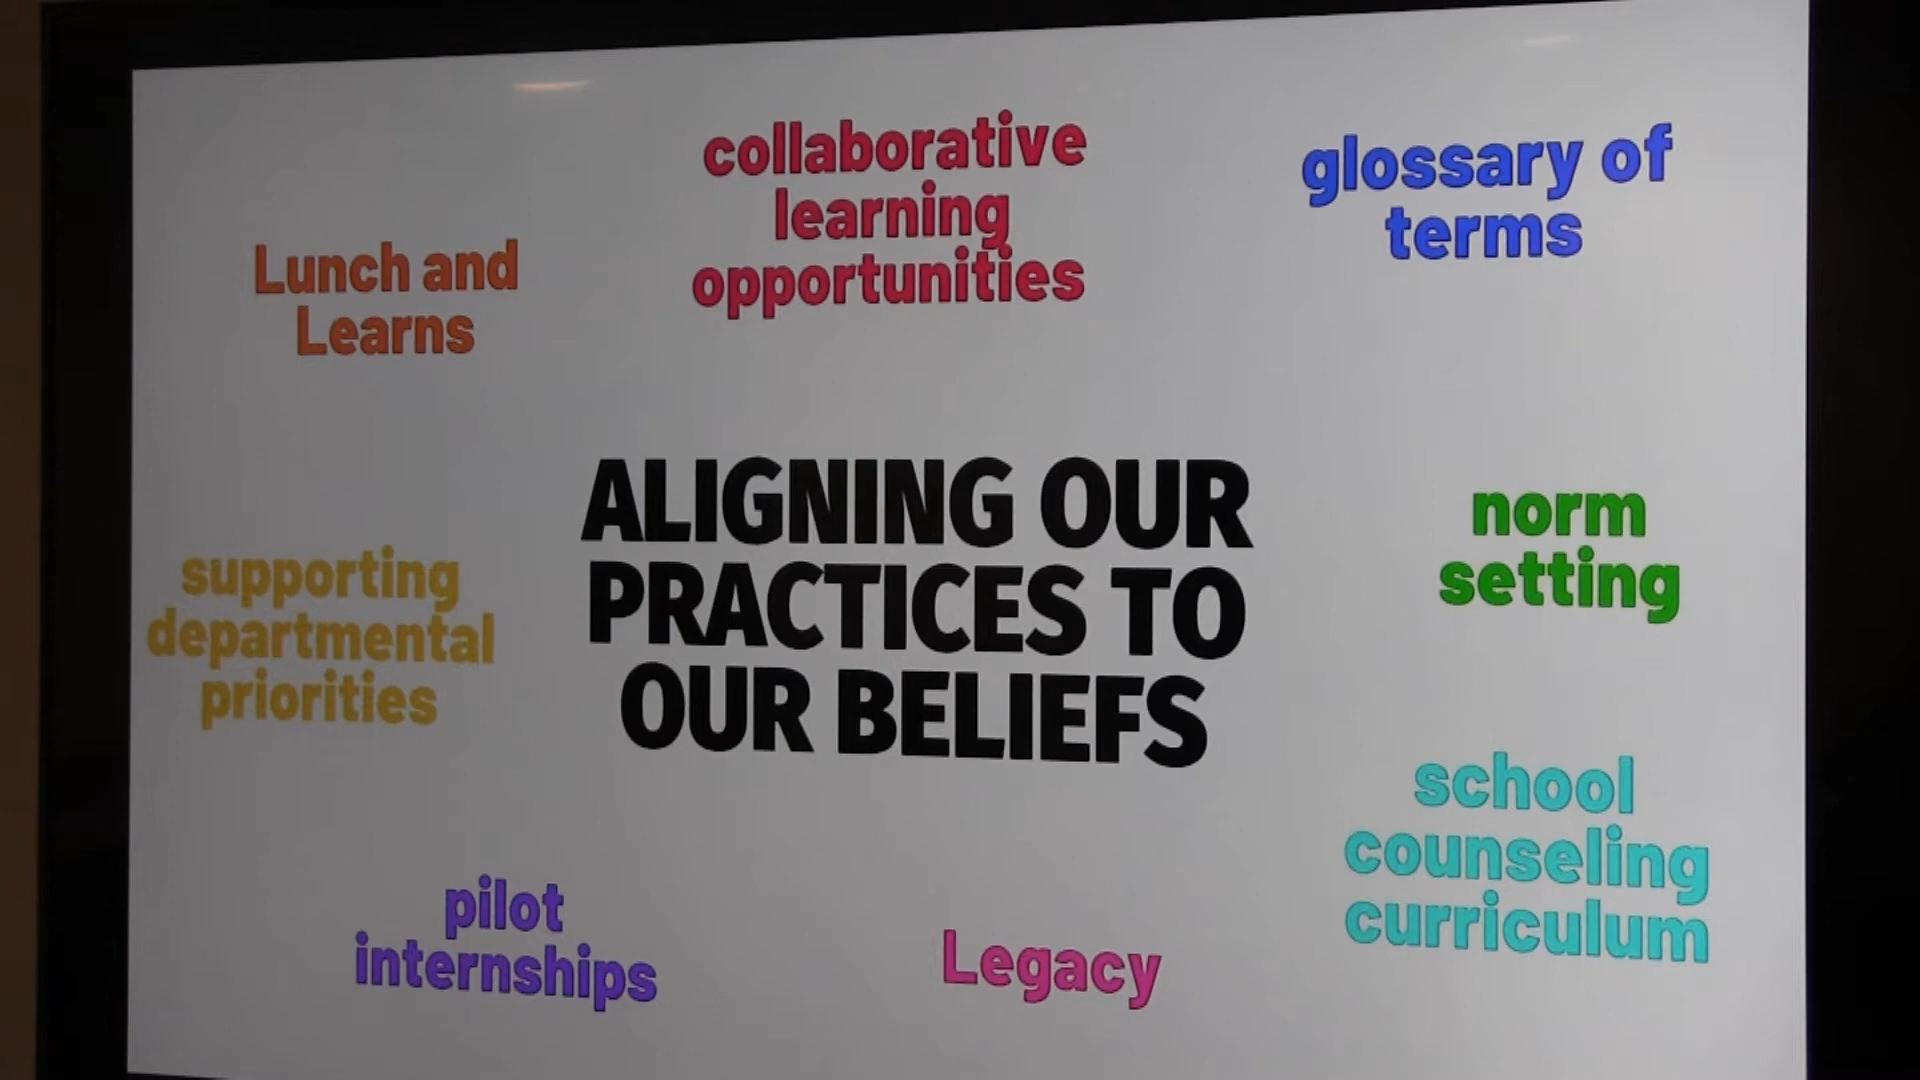 collaborative
learning
opportunities
glossary of
terms
Lunch and
Learns
ALIGNING OUR
PRACTICES TO
OUR BELIEFS
norm
setting
supporting
departmental
priorities
school
counseling
curriculum
pilot
internships
Legacy